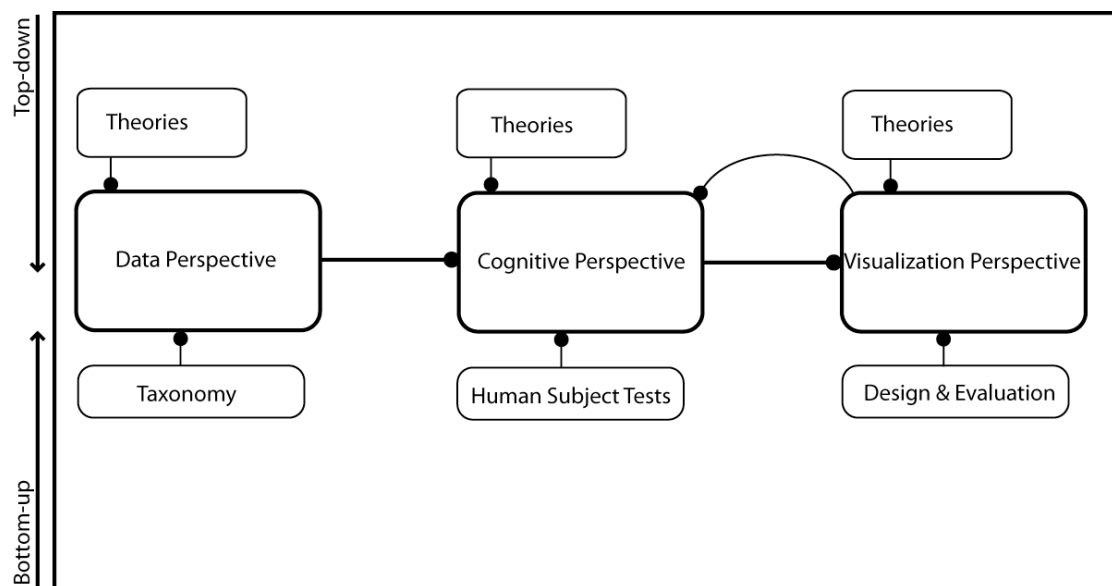 Top-down
Theories
Theories
Theories
Data Perspective
Cognitive Perspective
Visualization Perspective
Taxonomy
Human Subject Tests
Design & Evaluation
Bottom-up